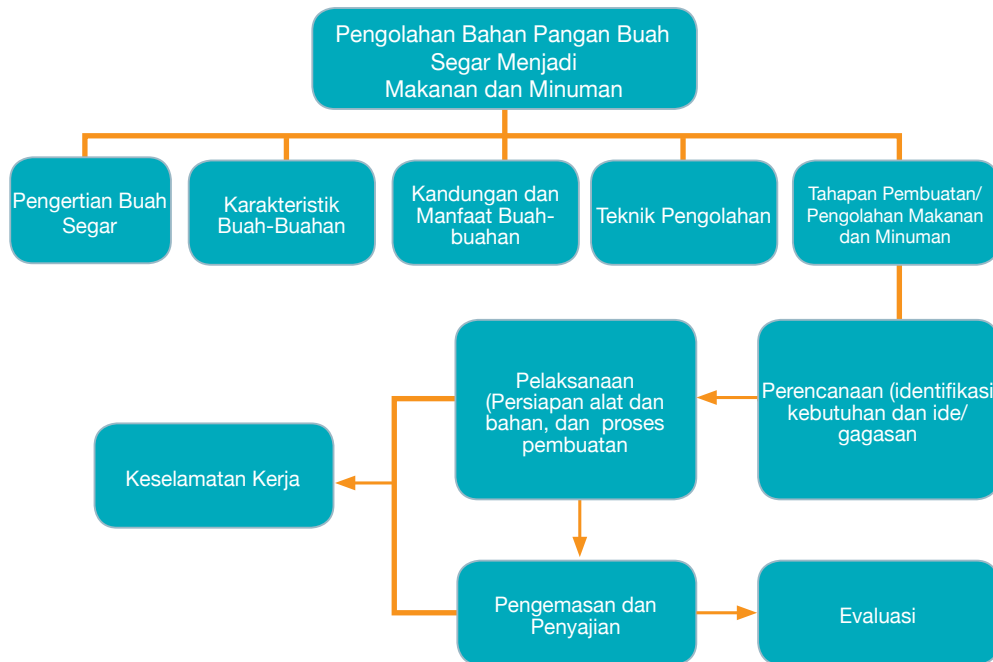 Pengolahan Bahan Pangan Buah
Segar Menjadi
Makanan dan Minuman
Pengertian Buah
Segar
Karakteristik
Buah-Buahan
Kandungan dan
Manfaat Buah-
buahan
Teknik Pengolahan
Tahapan Pembuatan/
Pengolahan Makanan
dan Minuman
Perencanaan (identifikasi
kebutuhan dan ide/
gagasan
Pelaksanaan
(Persiapan alat dan
bahan, dan proses
pembuatan
Keselamatan Kerja
Pengemasan dan
Penyajian
Evaluasi